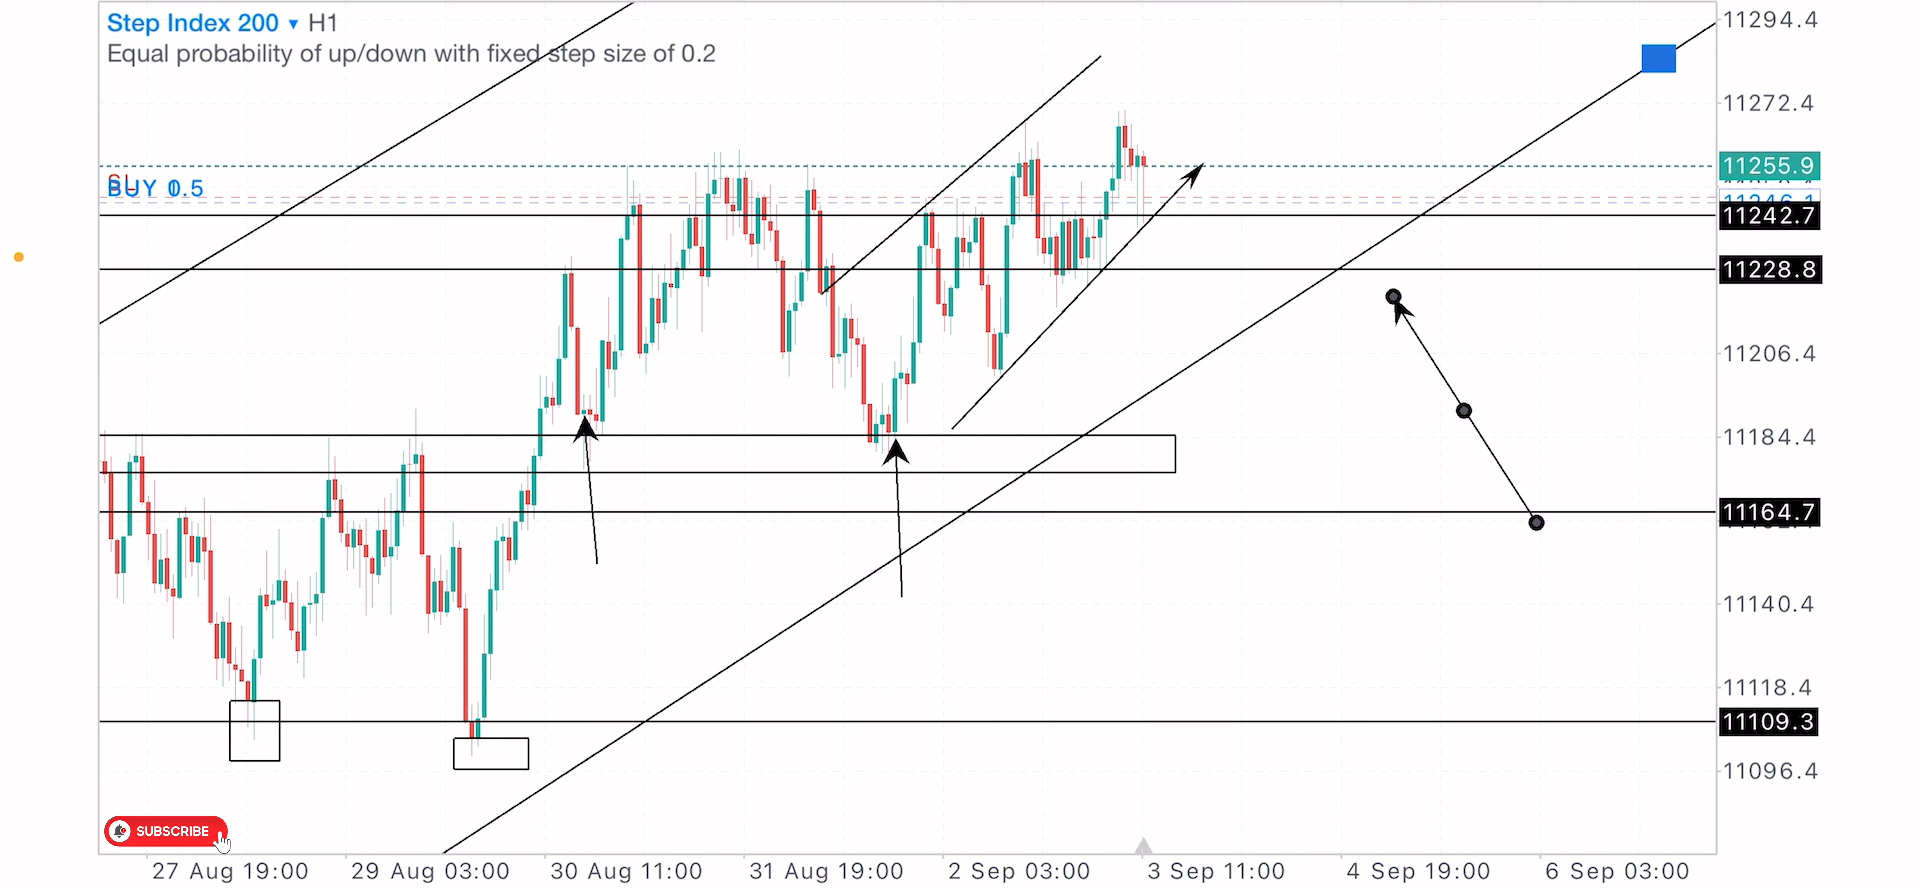 Step Index 200 ▾ H1
Equal probability of up/down with fixed step size of 0.2
11294.4
11272.4
11255.9
BUY 0.5
11246.1
11242.7
11228.8
11206.4
11184.4
11164.7
11140.4
11118.4
11109.3
11096.4
SUBSCRIBE
27 Aug 19:00 29 Aug 03:00 30 Aug 11:00 31 Aug 19:00 2 Sep 03:00 3 Sep 11:00 4 Sep 19:00 6 Sep 03:00